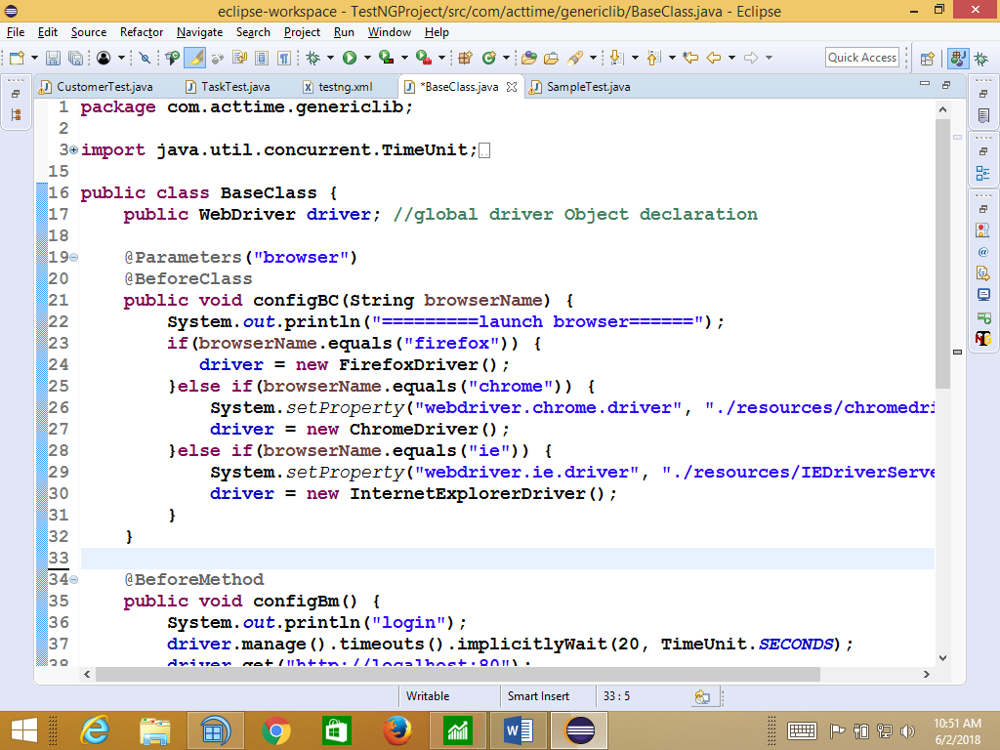 eclipse-workspace - TestNGProject/src/com/acttime/genericlib/BaseClass.java - Eclipse
File Edit Source Refactor Navigate Search Project Run Window Help
Quick Access
CustomerTest.java TaskTest.java testng.xml *BaseClass.java SampleTest.java
1 package com.acttime.genericlib;
2
3 import java.util.concurrent.TimeUnit;
15
16 public class BaseClass {
17 public WebDriver driver; //global driver Object declaration
18
19 @Parameters("browser")
20 @BeforeClass
21 public void configBC(String browserName) {
22 System.out.println("=========launch browser======");
23 if(browserName.equals("firefox")) {
24 driver = new FirefoxDriver();
25 }else if(browserName.equals("chrome")) {
26 System.setProperty("webdriver.chrome.driver", "./resources/chromedri
27 driver = new ChromeDriver();
28 }else if(browserName.equals("ie")) {
29 System.setProperty("webdriver.ie.driver", "./resources/IEDriverServe
30 driver = new InternetExplorerDriver();
31 }
32 }
33
34 @BeforeMethod
35 public void configBm() {
36 System.out.println("login");
37 driver.manage().timeouts().implicitlyWait(20, TimeUnit.SECONDS);
38 driver.get("http://localhost:80");
Writable Smart Insert 33 : 5
10:51 AM
6/2/2018